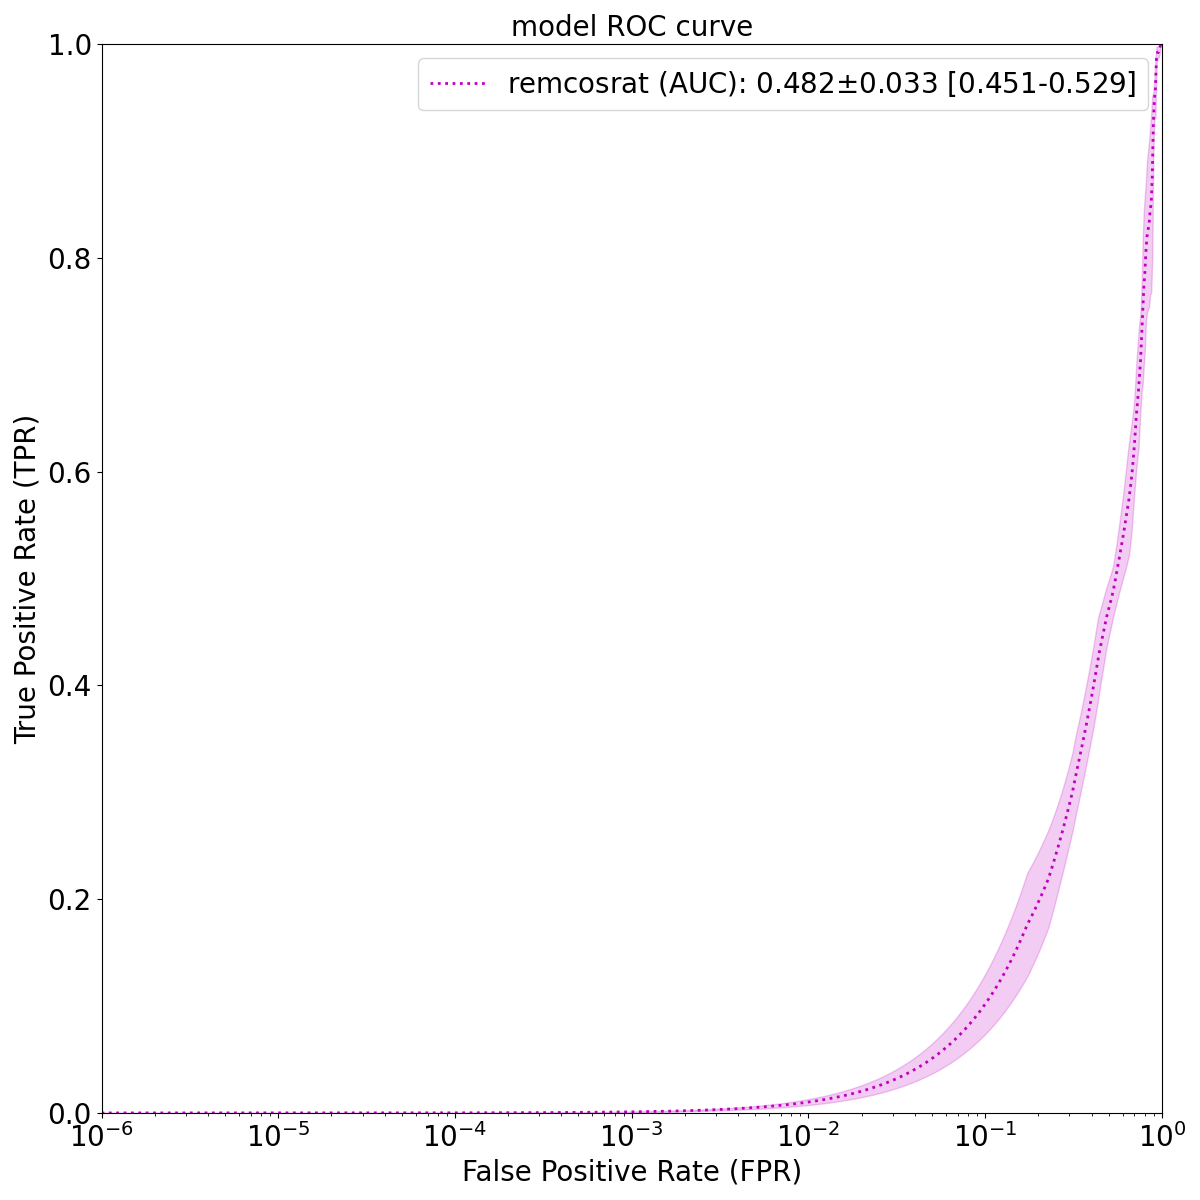 model ROC curve
remcosrat (AUC): 0.482±0.033 [0.451-0.529]
True Positive Rate (TPR)
1.0
0.8
0.6
0.4
0.2
0.0
10⁻⁶ 10⁻⁵ 10⁻⁴ 10⁻³ 10⁻² 10⁻¹ 10⁰
False Positive Rate (FPR)